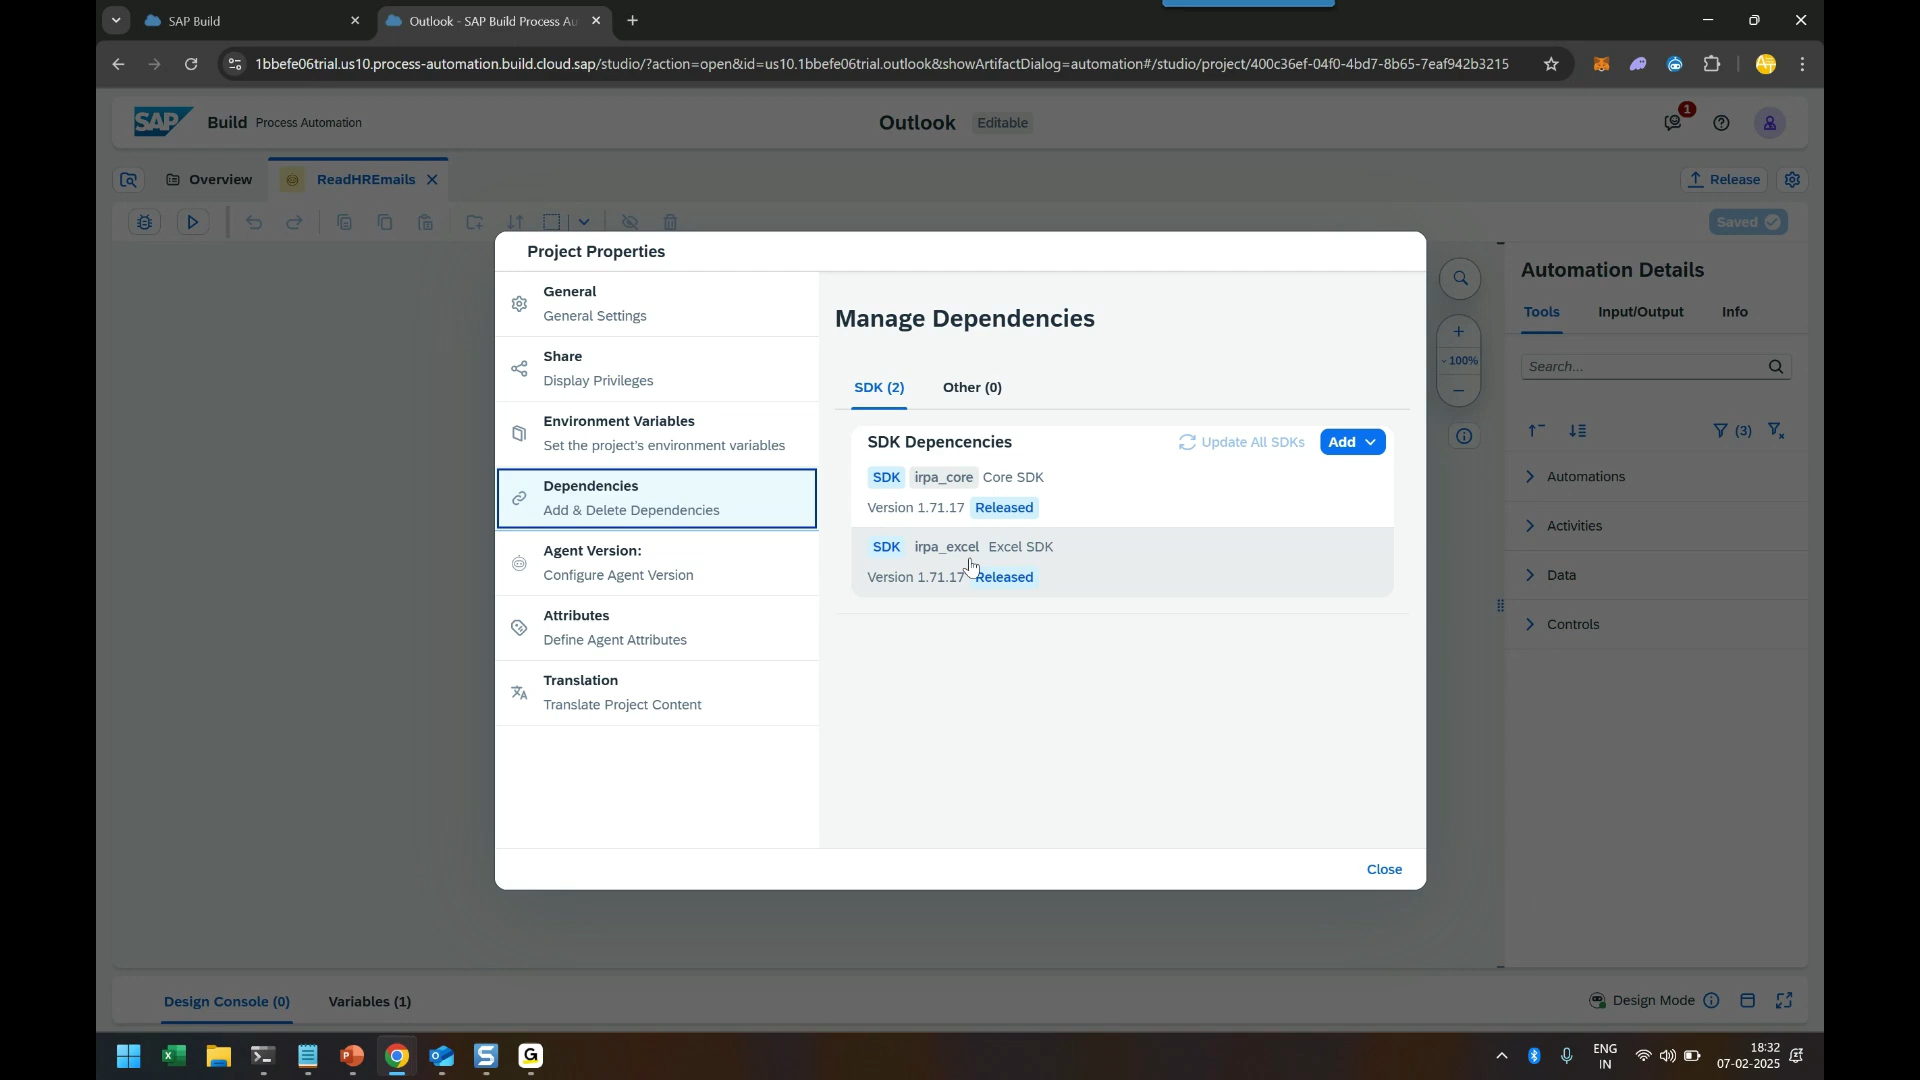 SAP Build
Outlook - SAP Build Process Au
1bbefe06trial.us10.process-automation.build.cloud.sap/studio/?action=open&id=us10.1bbefe06trial.outlook&showArtifactDialog=automation#/studio/project/400c36ef-04f0-4bd7-8b65-7eaf942b3215
SAP Build Process Automation
Outlook Editable
1
Overview
ReadHREmails
Release
Saved
Project Properties
General
General Settings
Share
Display Privileges
Environment Variables
Set the project's environment variables
Dependencies
Add & Delete Dependencies
Agent Version:
Configure Agent Version
Attributes
Define Agent Attributes
Translation
Translate Project Content
Manage Dependencies
SDK (2) Other (0)
SDK Depencencies
Update All SDKs
Add
SDK irpa_core Core SDK
Version 1.71.17 Released
SDK irpa_excel Excel SDK
Version 1.71.17 Released
Close
100%
Automation Details
Tools Input/Output Info
Search...
(3)
Automations
Activities
Data
Controls
Design Console (0) Variables (1)
Design Mode
ENG
IN
18:32
07-02-2025